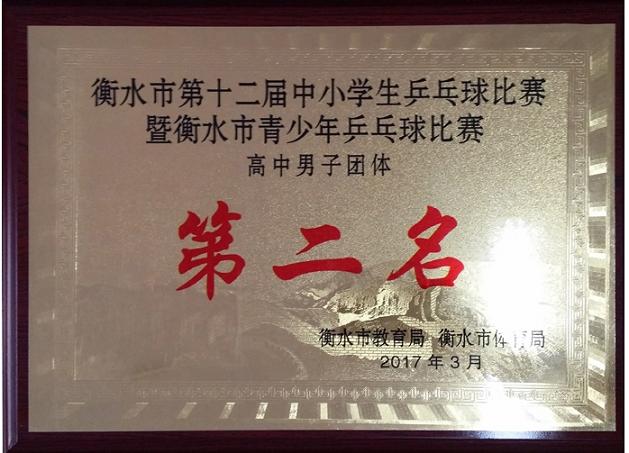 衡水市第十二届中小学生乒乓球比赛
暨衡水市青少年乒乓球比赛
高中男子团体
第二名
衡水市教育局 衡水市体育局
2017年3月